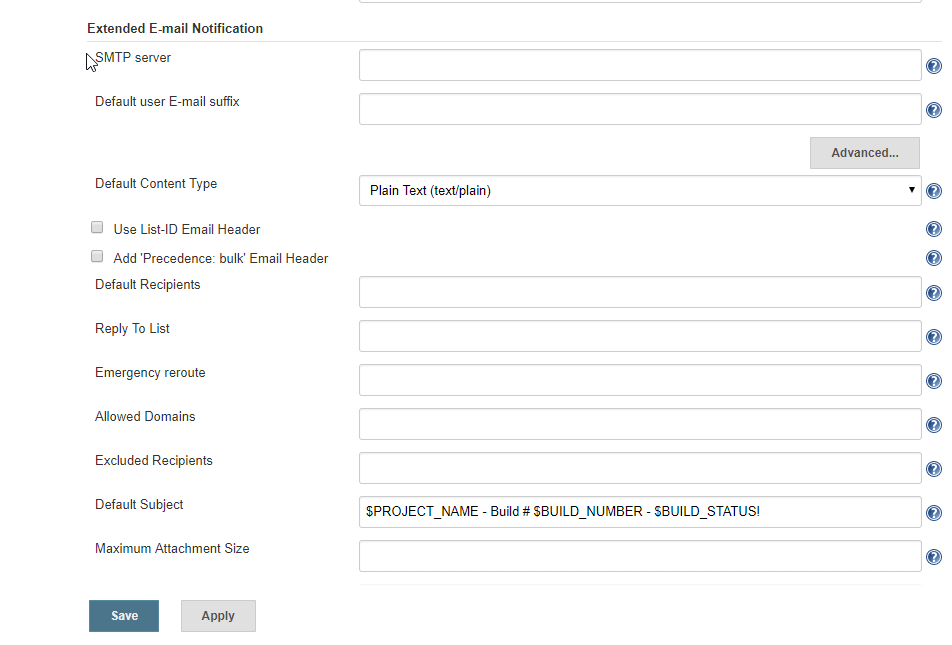 Extended E-mail Notification
SMTP server
Default user E-mail suffix
Advanced...
Default Content Type
Plain Text (text/plain)
Use List-ID Email Header
Add 'Precedence: bulk' Email Header
Default Recipients
Reply To List
Emergency reroute
Allowed Domains
Excluded Recipients
Default Subject
$PROJECT_NAME - Build # $BUILD_NUMBER - $BUILD_STATUS!
Maximum Attachment Size
Save Apply